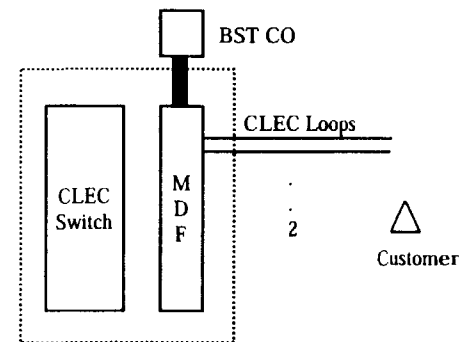 BST CO
CLEC Loops
CLEC
Switch
M
D
F
2
Customer